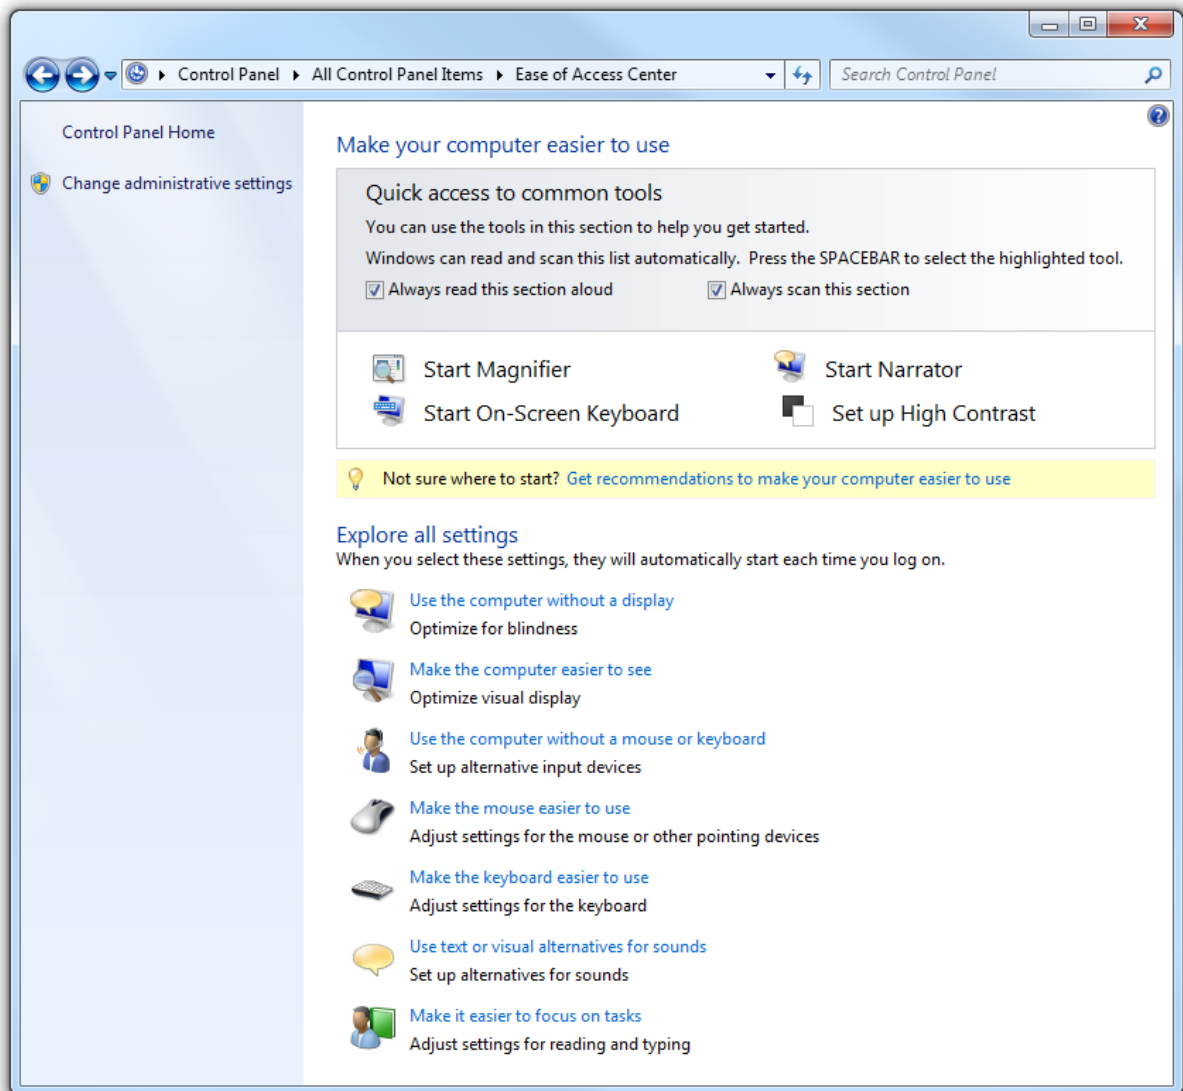 Control Panel ▸ All Control Panel Items ▸ Ease of Access Center
Search Control Panel
Control Panel Home
Change administrative settings
Make your computer easier to use
Quick access to common tools
You can use the tools in this section to help you get started.
Windows can read and scan this list automatically. Press the SPACEBAR to select the highlighted tool.
Always read this section aloud Always scan this section
Start Magnifier Start Narrator
Start On-Screen Keyboard Set up High Contrast
Not sure where to start? Get recommendations to make your computer easier to use
Explore all settings
When you select these settings, they will automatically start each time you log on.
Use the computer without a display
Optimize for blindness
Make the computer easier to see
Optimize visual display
Use the computer without a mouse or keyboard
Set up alternative input devices
Make the mouse easier to use
Adjust settings for the mouse or other pointing devices
Make the keyboard easier to use
Adjust settings for the keyboard
Use text or visual alternatives for sounds
Set up alternatives for sounds
Make it easier to focus on tasks
Adjust settings for reading and typing